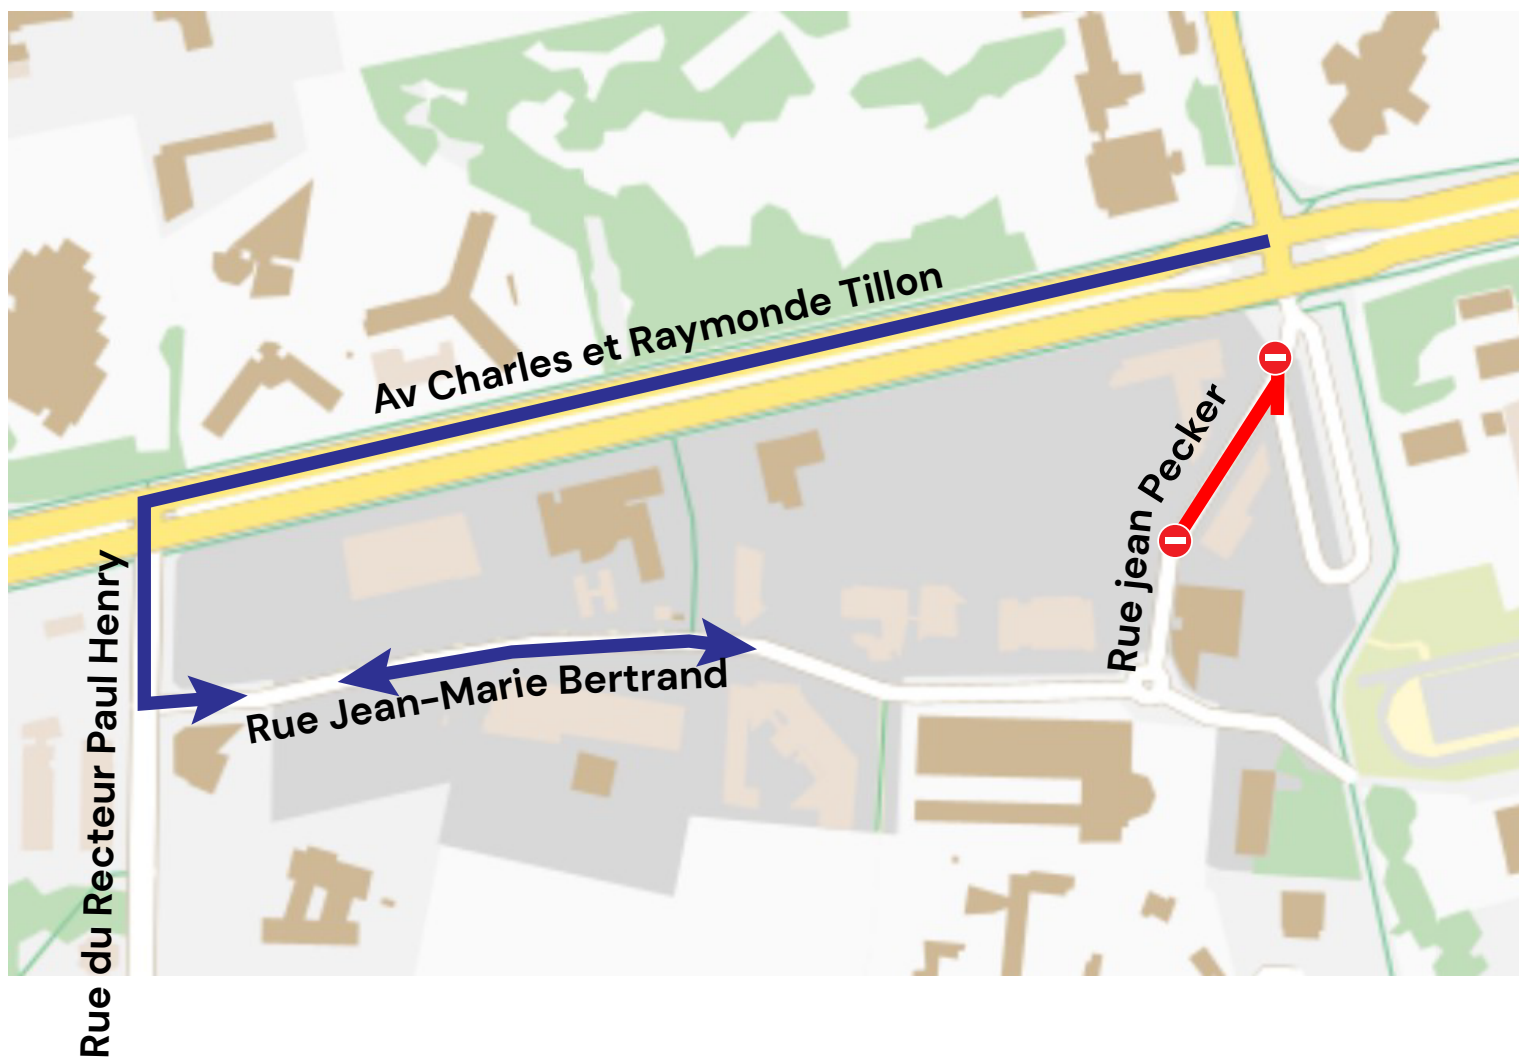 Av Charles et Raymonde Tillon
Rue jean Pecker
Rue du Recteur Paul Henry
Rue Jean-Marie Bertrand